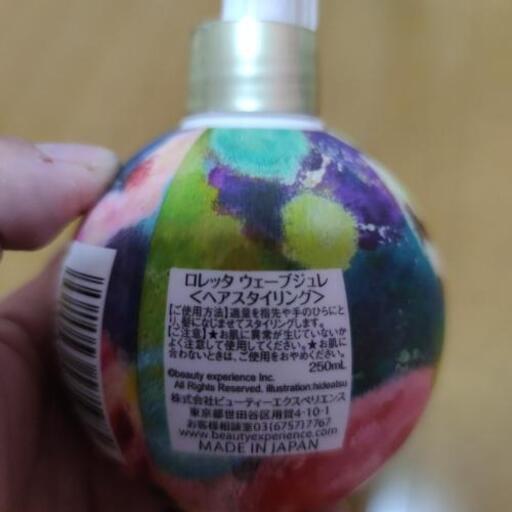 ロレッタ ウェーブジュレ
<ヘアスタイリング>
【ご使用方法】適量を指先や手のひらにと
り、髪になじませてスタイリングします。
【ご注意】★お肌に異常が生じていないか
よく注意して使用してください。★お肌に
合わないときは、ご使用をおやめください。
250mL
©beauty experience Inc.
All Rights Reserved. illustration:hideatsu
株式会社ビューティーエクスペリエンス
東京都世田谷区用賀4-10-1
お客様相談室03(6757)7767
www.beautyexperience.com
MADE IN JAPAN